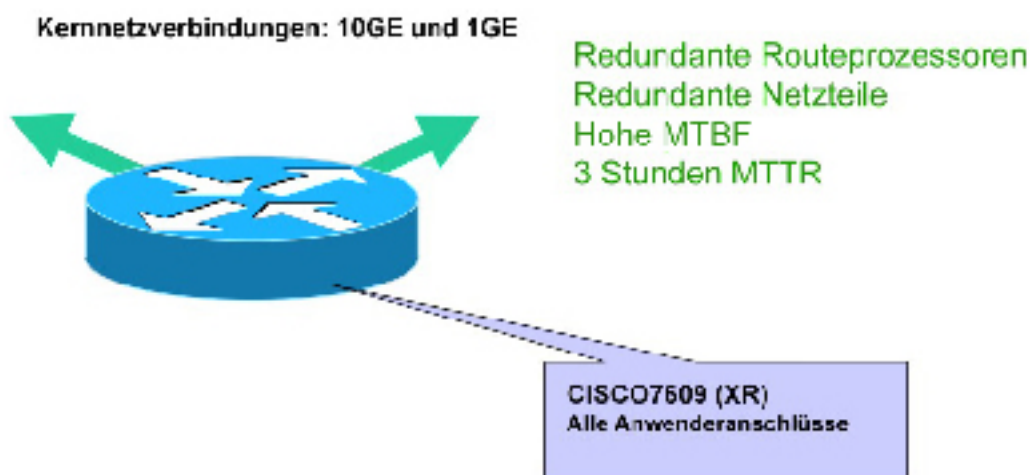 Kernnetzverbindungen: 10GE und 1GE
Redundante Routeprozessoren
Redundante Netzteile
Hohe MTBF
3 Stunden MTTR
CISCO7609 (XR)
Alle Anwenderanschlüsse